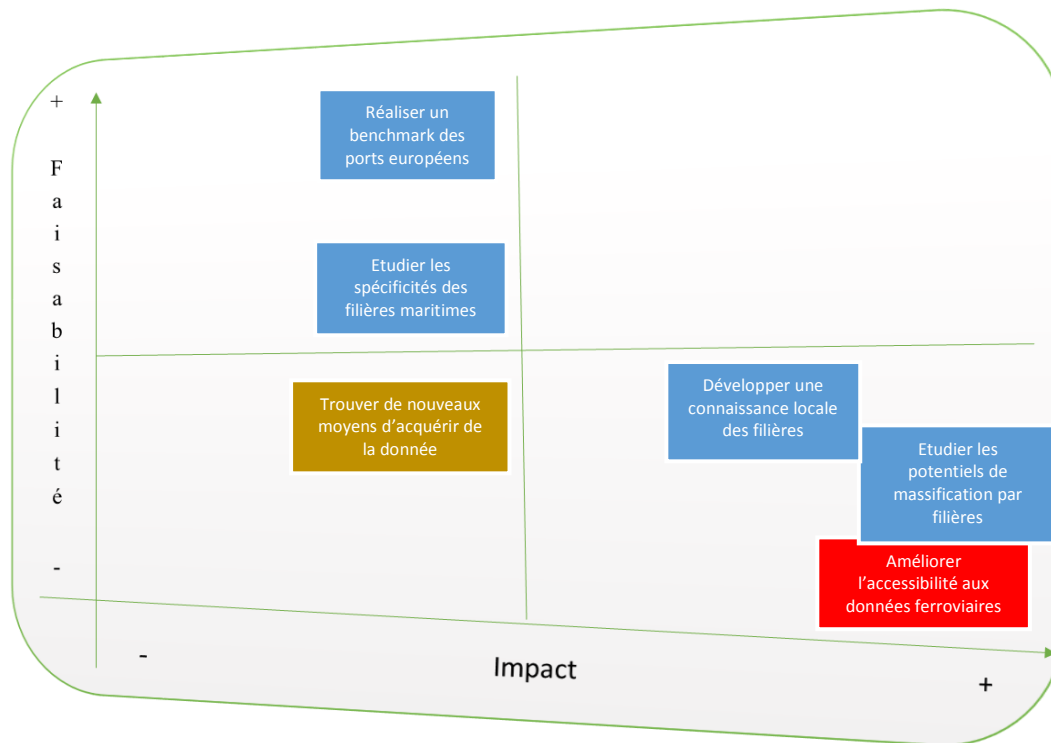 +
Faisabilité
-
Réaliser un
benchmark des
ports européens
Etudier les
spécificités des
filières maritimes
Trouver de nouveaux
moyens d’acquérir de
la donnée
Développer une
connaissance locale
des filières
Etudier les
potentiels de
massification par
filières
Améliorer
l’accessibilité aux
données ferroviaires
-
Impact
+